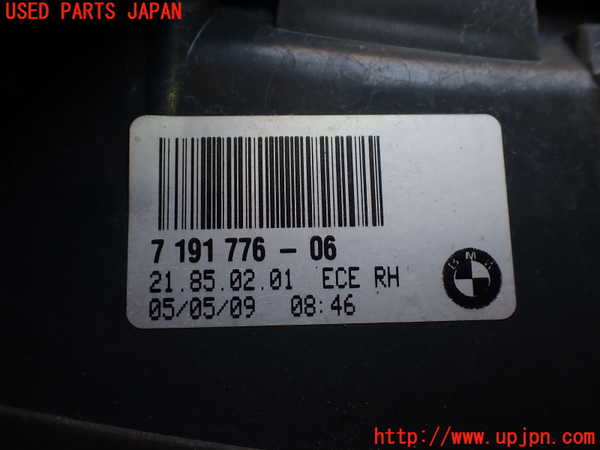 USED PARTS JAPAN
7 191 776 - 06
21.85.02.01 ECE RH
BMW
05/05/09 08:46
UPJ
www.upjpn.com